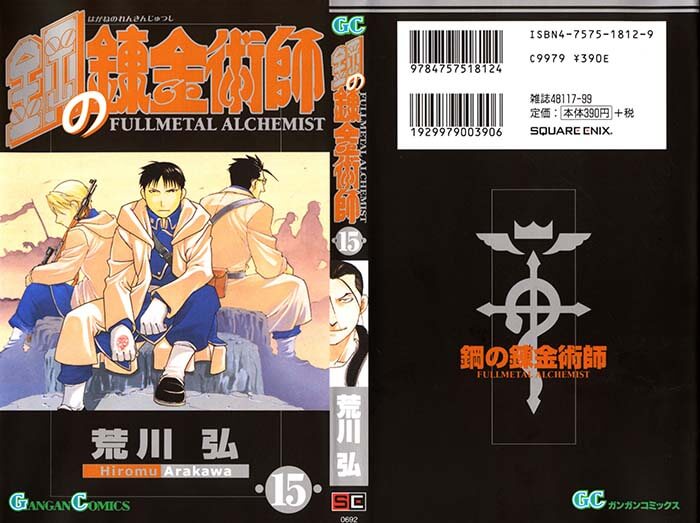 はがねのれんきんじゅつし
鋼の錬金術師
FULLMETAL ALCHEMIST
荒川 弘
Hiromu Arakawa
GANGAN COMICS
15
GC
鋼の錬金術師
FULLMETAL ALCHEMIST
15
荒川 弘
SE
0692
9784757518124
1929979003906
ISBN4-7575-1812-9
C9979 ¥390E
雑誌48117-99
定価:本体390円+税
SQUARE ENIX.
鋼の錬金術師
FULLMETAL ALCHEMIST
GC ガンガンコミックス